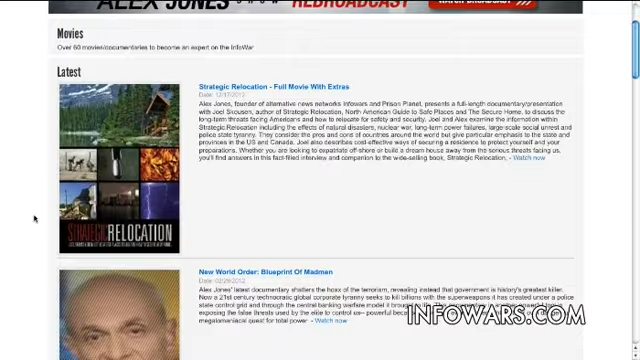 ALEX JONES SHOW REBROADCAST
Movies
Over 60 movies/documentaries to become an expert on the InfoWar
Latest
Strategic Relocation - Full Movie With Extras
Date: 12/17/2012
Alex Jones, founder of alternative news networks Infowars and Prison Planet, presents a full-length documentary/presentation
with Joel Skousen, author of Strategic Relocation, North American Guide to Safe Places and The Secure Home, to discuss the
long-term threats facing Americans and how to relocate for safety and security. Joel and Alex examine the information within
Strategic Relocation including the effects of natural disasters, nuclear war, long-term power failures, large-scale social unrest and
police state tyranny. They consider the pros and cons of countries around the world but give particular emphasis to the state and
provinces in the US and Canada. Joel also describes cost-effective ways of securing a residence to protect yourself and your
preparations. Whether you are looking to expatriate off-shore or build a dream house away from the serious threats facing us,
you'll find answers in this fact-filled interview and companion to the wide-selling book, Strategic Relocation. - Watch now
STRATEGIC
RELOCATION
New World Order: Blueprint Of Madmen
Alex Jones' latest documentary shatters the hoax of the terrorism, revealing instead that government is history's greatest killer.
Now a 21st century technocratic global corporate tyranny seeks to kill billions with the superweapons it has created under a police
state control grid and through the central banking warfare model it
exposing the false threats used by the elite to control us—
megalomaniacal quest for total power. - Watch now
INFOWARS.COM